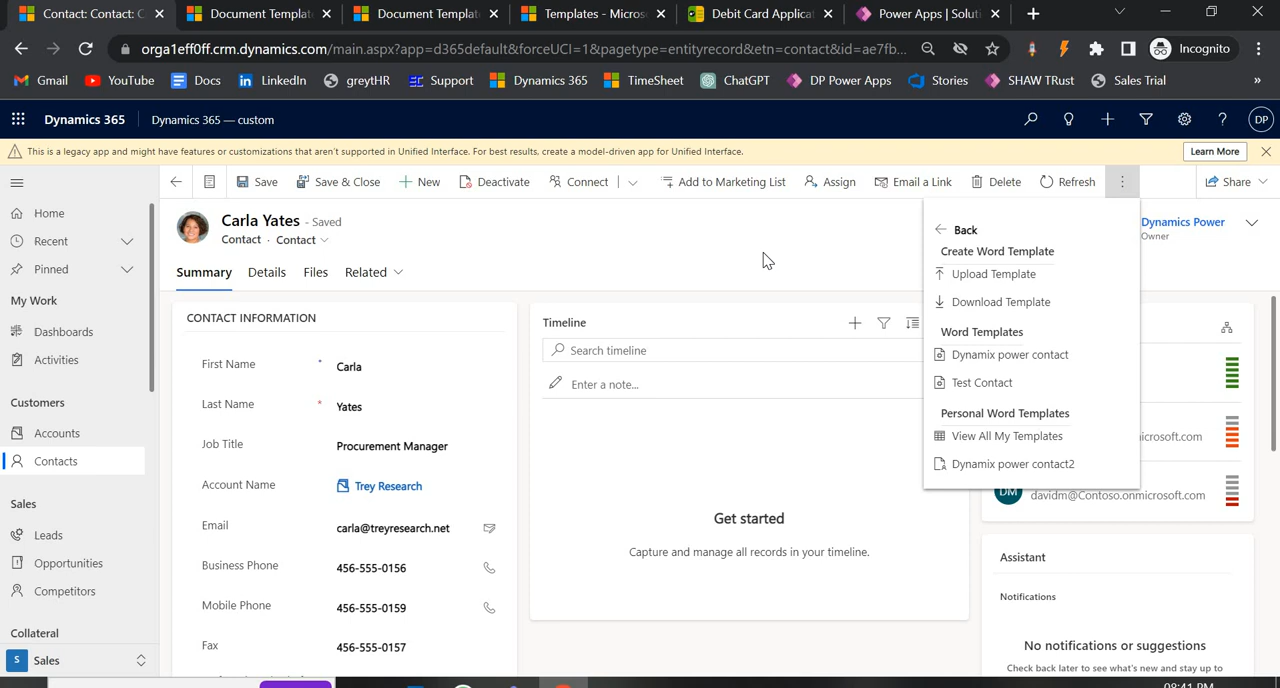 Contact: Contact: C
Document Templat
Document Templat
Templates - Micros
Debit Card Applica
Power Apps | Soluti
orga1eff0ff.crm.dynamics.com/main.aspx?app=d365default&forceUCI=1&pagetype=entityrecord&etn=contact&id=ae7fb...
Incognito
Gmail
YouTube
Docs
LinkedIn
greytHR
Support
Dynamics 365
TimeSheet
ChatGPT
DP Power Apps
Stories
SHAW TRust
Sales Trial
»
Dynamics 365
Dynamics 365 — custom
DP
This is a legacy app and might have features or customizations that aren't supported in Unified Interface. For best results, create a model-driven app for Unified Interface.
Learn More
Save
Save & Close
New
Deactivate
Connect
Add to Marketing List
Assign
Email a Link
Delete
Refresh
Share
Home
Recent
Pinned
My Work
Dashboards
Activities
Customers
Accounts
Contacts
Sales
Leads
Opportunities
Competitors
Collateral
S Sales
Carla Yates - Saved
Contact · Contact
Dynamics Power
Owner
Summary
Details
Files
Related
CONTACT INFORMATION
First Name * Carla
Last Name * Yates
Job Title Procurement Manager
Account Name Trey Research
Email carla@treyresearch.net
Business Phone 456-555-0156
Mobile Phone 456-555-0159
Fax 456-555-0157
Timeline
Search timeline
Enter a note...
Get started
Capture and manage all records in your timeline.
Back
Create Word Template
Upload Template
Download Template
Word Templates
Dynamix power contact
Test Contact
Personal Word Templates
View All My Templates
Dynamix power contact2
icrosoft.com
DM davidm@Contoso.onmicrosoft.com
Assistant
Notifications
No notifications or suggestions
Check back later to see what's new and stay up to
08:41 PM